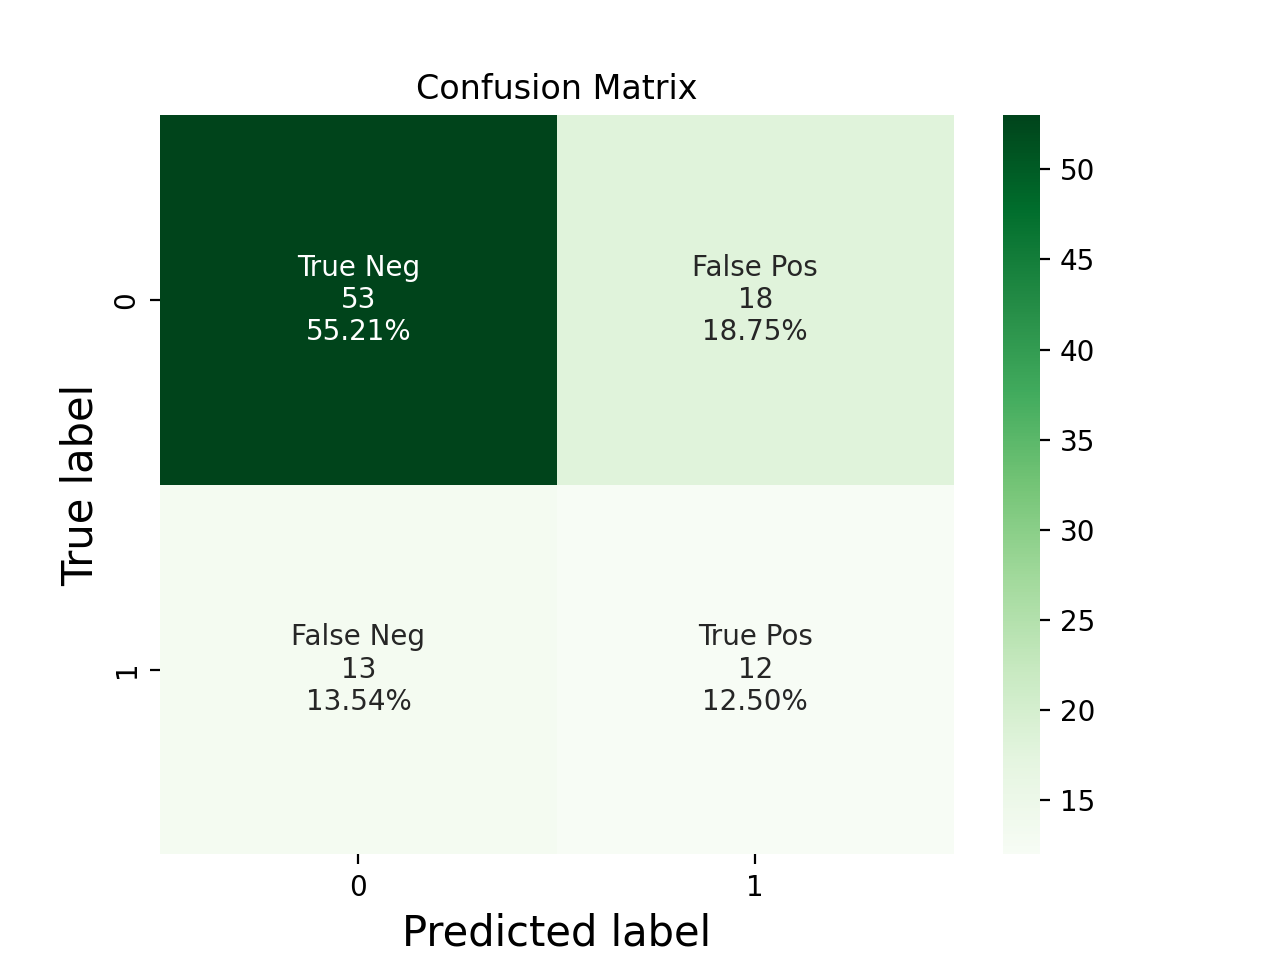 Confusion Matrix
True Neg
53
55.21%
False Pos
18
18.75%
False Neg
13
13.54%
True Pos
12
12.50%
0
1
True label
0
1
Predicted label
50
45
40
35
30
25
20
15